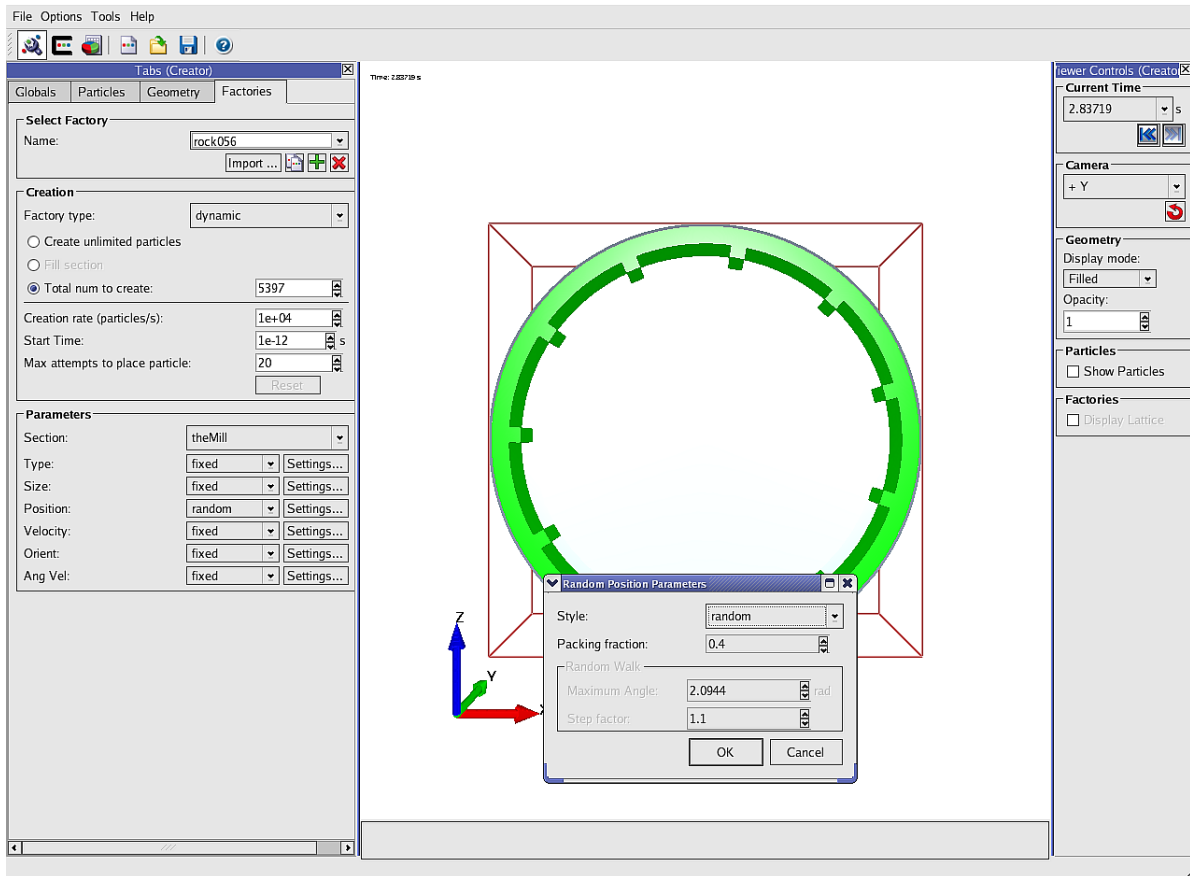 File Options Tools Help
Tabs (Creator)
Globals Particles Geometry Factories
Select Factory
Name: rock056
Import ...
Creation
Factory type: dynamic
Create unlimited particles
Fill section
Total num to create: 5397
Creation rate (particles/s): 1e+04
Start Time: 1e-12 s
Max attempts to place particle: 20
Reset
Parameters
Section: theMill
Type: fixed Settings...
Size: fixed Settings...
Position: random Settings...
Velocity: fixed Settings...
Orient: fixed Settings...
Ang Vel: fixed Settings...
Time: 2.83719 s
Z
Y
Random Position Parameters
Style: random
Packing fraction: 0.4
Random Walk
Maximum Angle: 2.0944 rad
Step factor: 1.1
OK Cancel
iewer Controls (Creato
Current Time
2.83719 s
Camera
+ Y
Geometry
Display mode:
Filled
Opacity:
1
Particles
Show Particles
Factories
Display Lattice